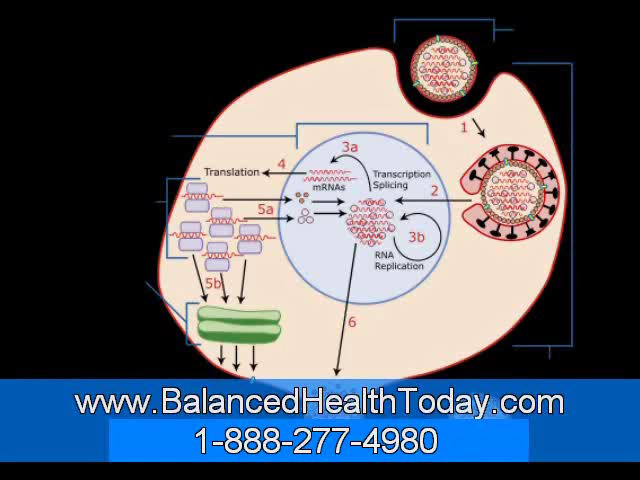 1
3a
Translation
4
Transcription
Splicing
mRNAs
2
5a
3b
RNA
Replication
5b
6
www.BalancedHealthToday.com
1-888-277-4980